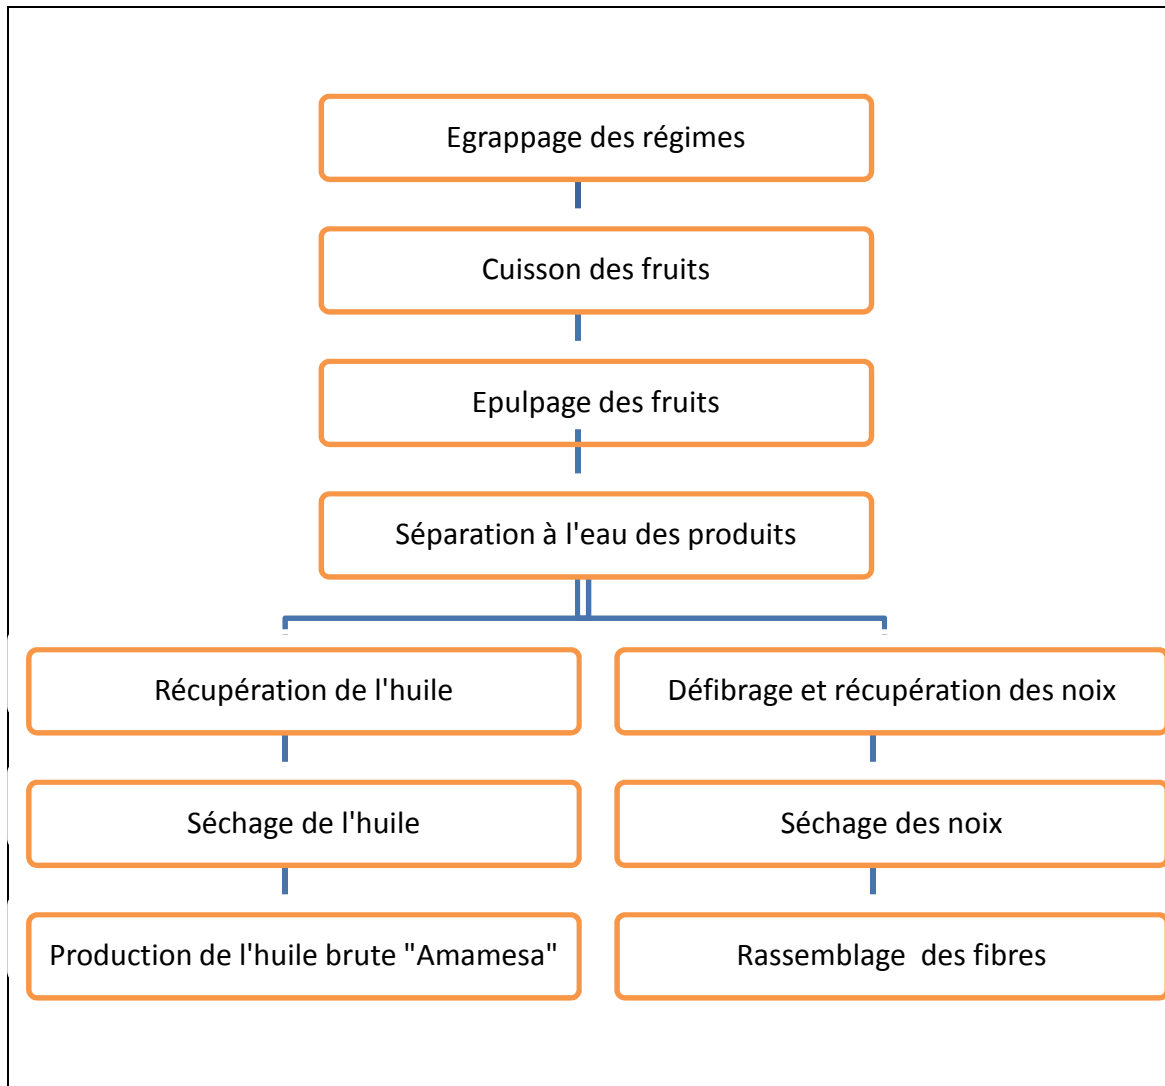 Egrappage des régimes
Cuisson des fruits
Epulpage des fruits
Séparation à l'eau des produits
Récupération de l'huile
Défibrage et récupération des noix
Séchage de l'huile
Séchage des noix
Production de l'huile brute "Amamesa"
Rassemblage  des fibres